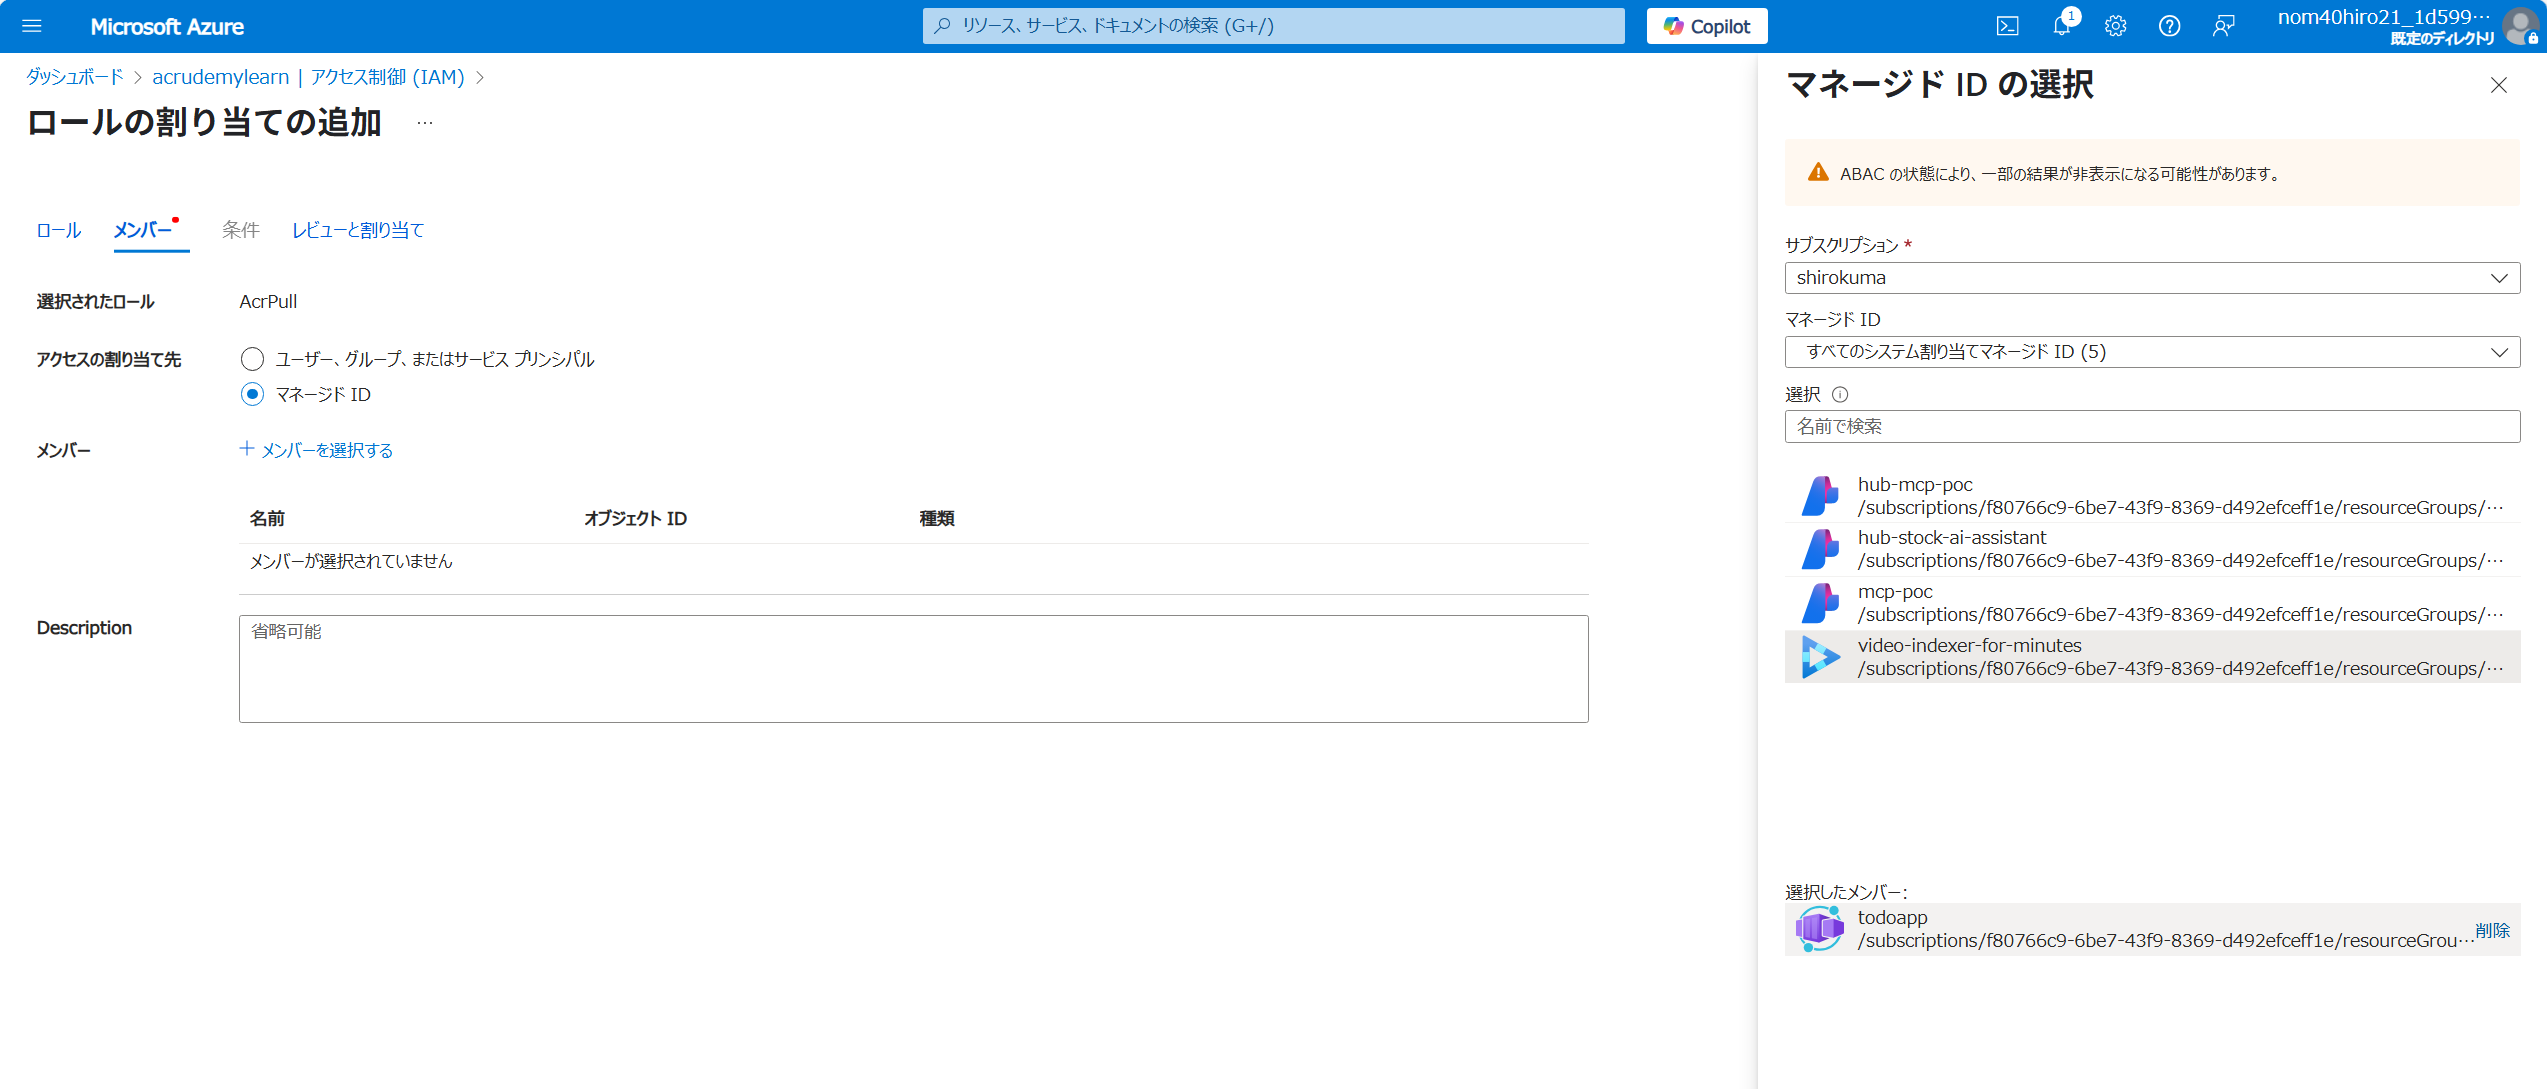 Microsoft Azure
リソース、サービス、ドキュメントの検索 (G+/)
Copilot
1
nom40hiro21_1d599…
既定のディレクトリ
ダッシュボード > acrudemylearn | アクセス制御 (IAM) >
ロールの割り当ての追加 …
ロール
メンバー
条件
レビューと割り当て
選択されたロール
AcrPull
アクセスの割り当て先
ユーザー、グループ、またはサービス プリンシパル
マネージド ID
メンバー
+ メンバーを選択する
名前
オブジェクト ID
種類
メンバーが選択されていません
Description
省略可能
マネージド ID の選択
ABAC の状態により、一部の結果が非表示になる可能性があります。
サブスクリプション *
shirokuma
マネージド ID
すべてのシステム割り当てマネージド ID (5)
選択
名前で検索
hub-mcp-poc
/subscriptions/f80766c9-6be7-43f9-8369-d492efceff1e/resourceGroups/…
hub-stock-ai-assistant
/subscriptions/f80766c9-6be7-43f9-8369-d492efceff1e/resourceGroups/…
mcp-poc
/subscriptions/f80766c9-6be7-43f9-8369-d492efceff1e/resourceGroups/…
video-indexer-for-minutes
/subscriptions/f80766c9-6be7-43f9-8369-d492efceff1e/resourceGroups/…
選択したメンバー:
todoapp
/subscriptions/f80766c9-6be7-43f9-8369-d492efceff1e/resourceGrou…
削除